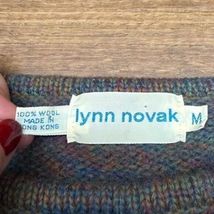 100% WOOL
MADE IN
HONG KONG
lynn novak
M